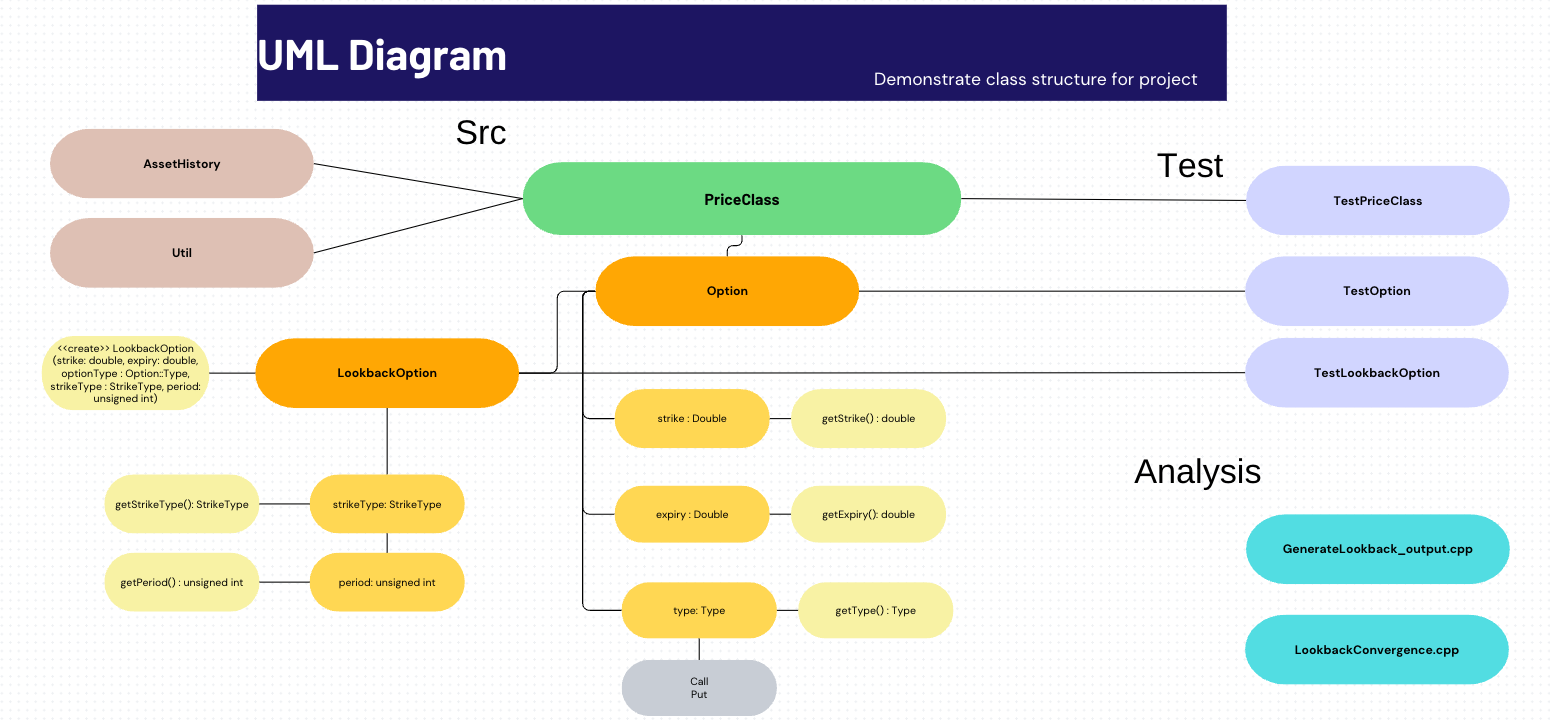 UML Diagram
Demonstrate class structure for project
Src
Test
AssetHistory
PriceClass
TestPriceClass
Util
Option
TestOption
<<create>> LookbackOption
(strike: double, expiry: double,
optionType : Option::Type,
strikeType : StrikeType, period:
unsigned int)
LookbackOption
TestLookbackOption
strike : Double
getStrike() : double
Analysis
getStrikeType(): StrikeType
strikeType: StrikeType
expiry : Double
getExpiry(): double
GenerateLookback_output.cpp
getPeriod() : unsigned int
period: unsigned int
type: Type
getType() : Type
LookbackConvergence.cpp
Call
Put